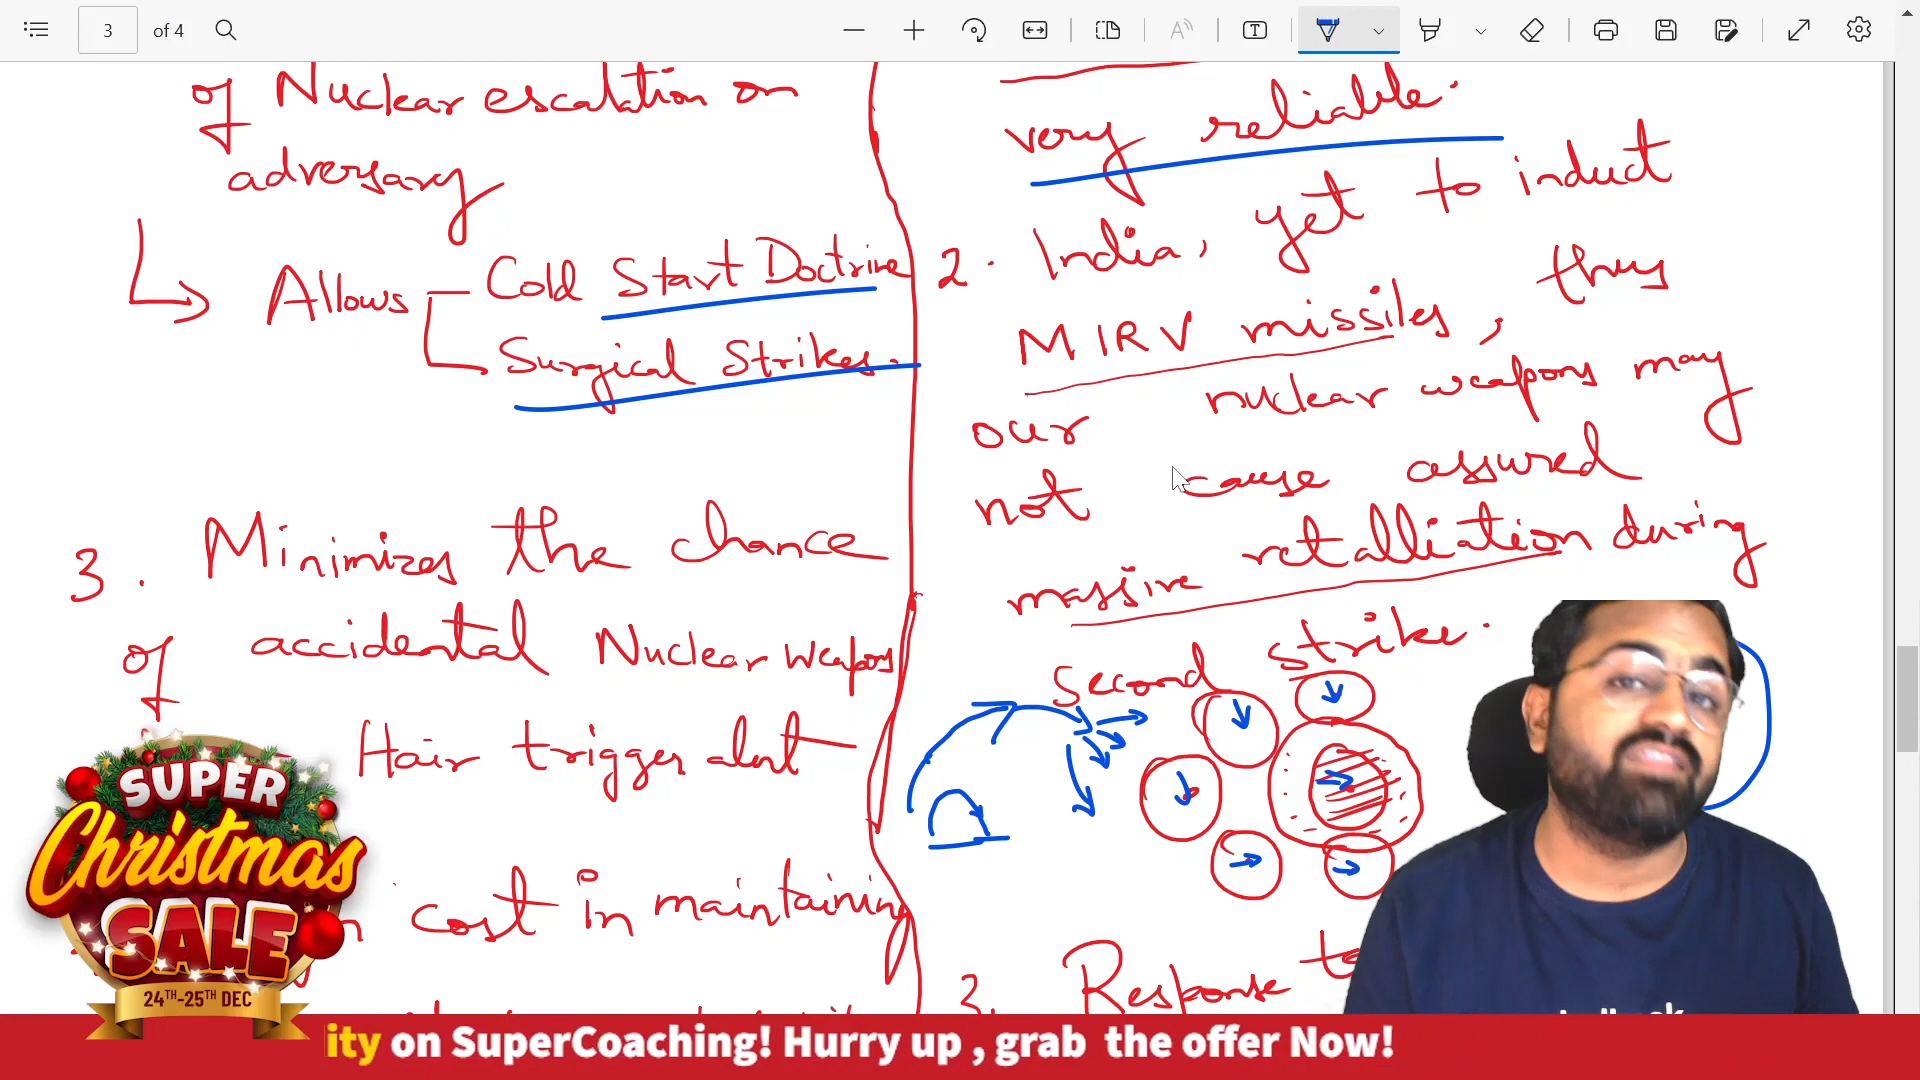 3
of 4
of Nuclear escalation on
adversary
Allows
Cold Start Doctrine
Surgical Strikes.
3. Minimizes the chance
of accidental Nuclear weapons
Hair trigger alert
cost in maintaining
very reliable.
2. India, yet to induct
MIRV missiles, thus
our nuclear weapons may
not cause assured
massive retalliation during
Second strike.
3. Response to
SUPER
Christmas
SALE
24TH-25TH DEC
ity on SuperCoaching! Hurry up , grab the offer Now!